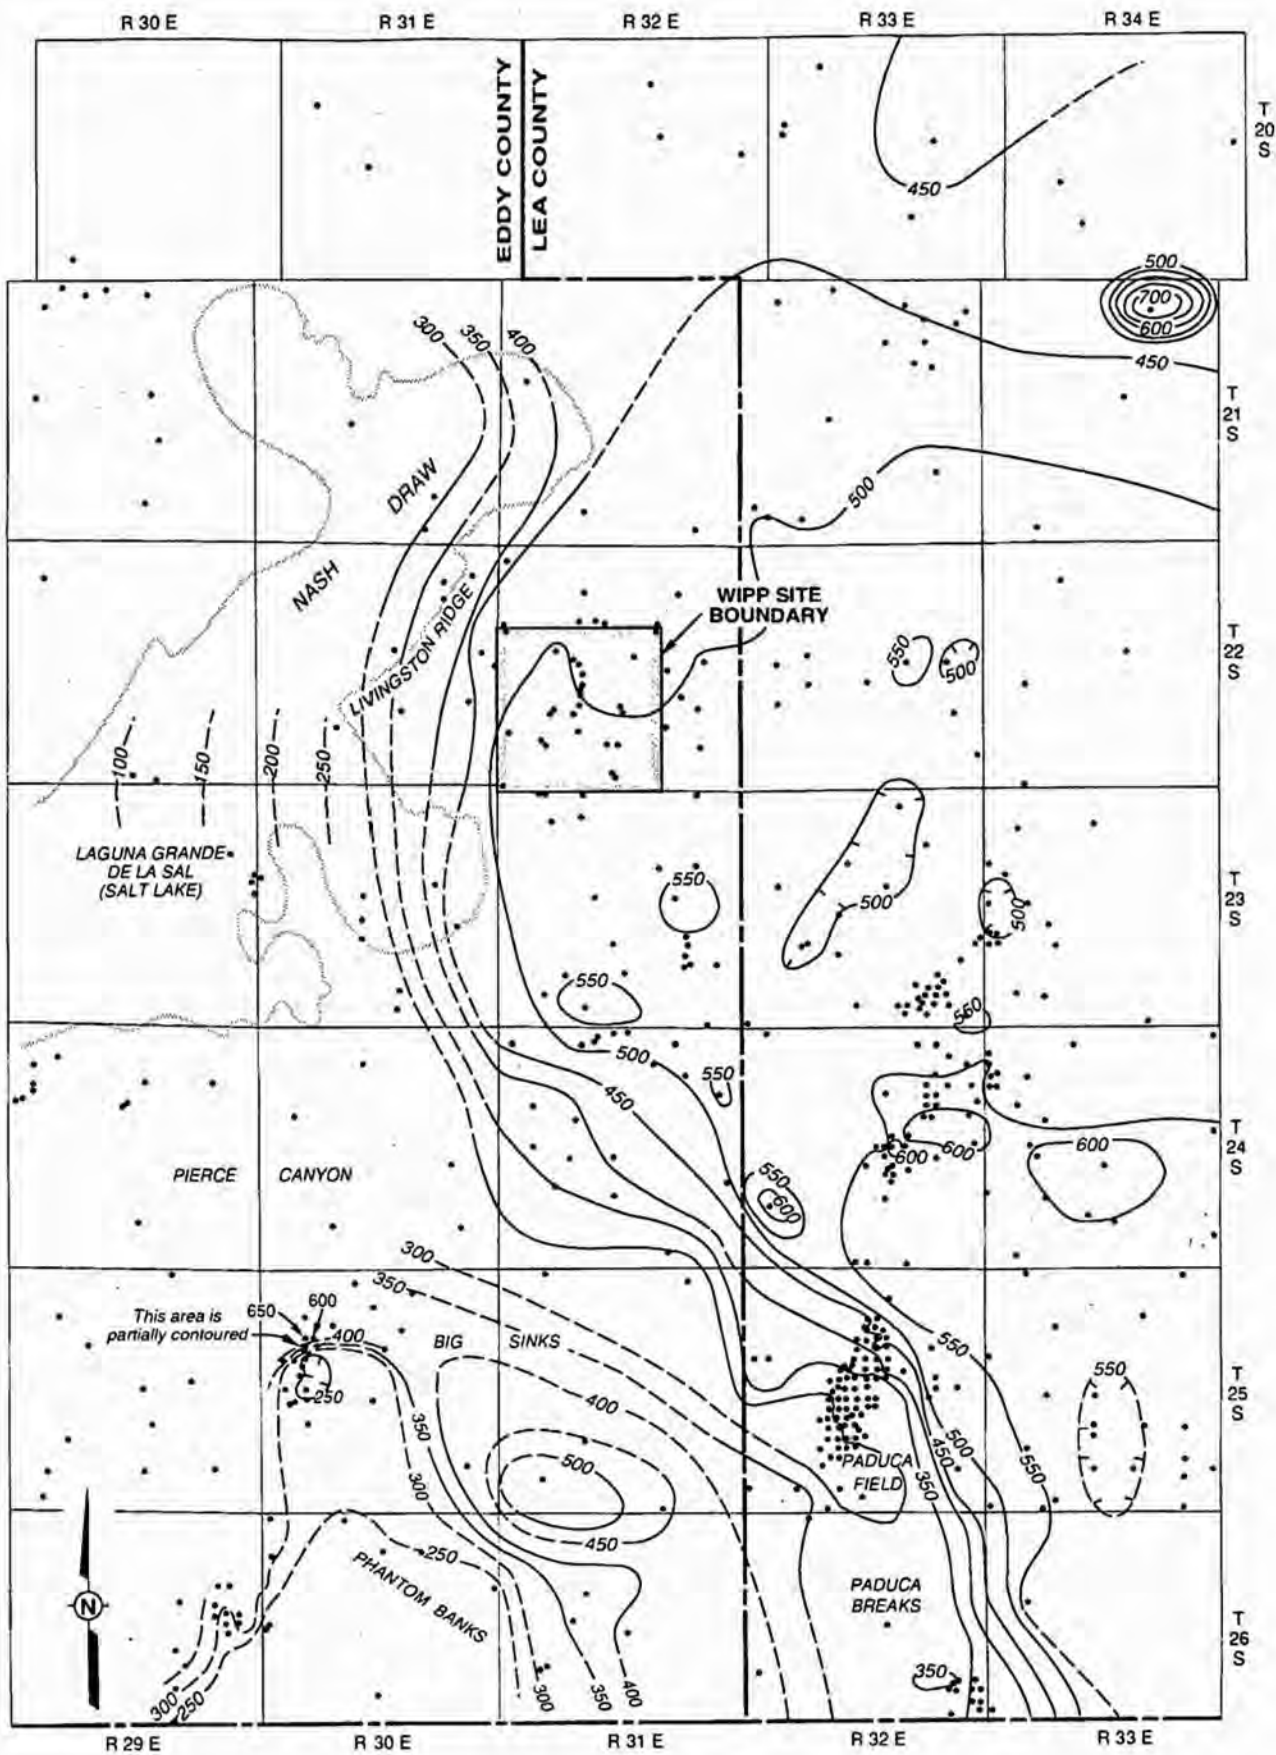 R 30 E
R 31 E
R 32 E
R 33 E
R 34 E
EDDY COUNTY
LEA COUNTY
T
20
S
450
500
700
600
450
300
350
400
T
21
S
DRAW
500
NASH
WIPP SITE
BOUNDARY
LIVINGSTON RIDGE
550
500
T
22
S
100
150
200
250
LAGUNA GRANDE
DE LA SAL
(SALT LAKE)
550
500
500
T
23
S
550
550
500
550
450
T
24
S
600
600
600
PIERCE CANYON
550
600
300
350
This area is
partially contoured
650
600
400
BIG SINKS
550
550
250
400
T
25
S
350
500
450
550
500
PADUCA
FIELD
350
300
450
250
PHANTOM BANKS
PADUCA
BREAKS
N
T
26
S
350
300
250
300
350
400
R 29 E
R 30 E
R 31 E
R 32 E
R 33 E